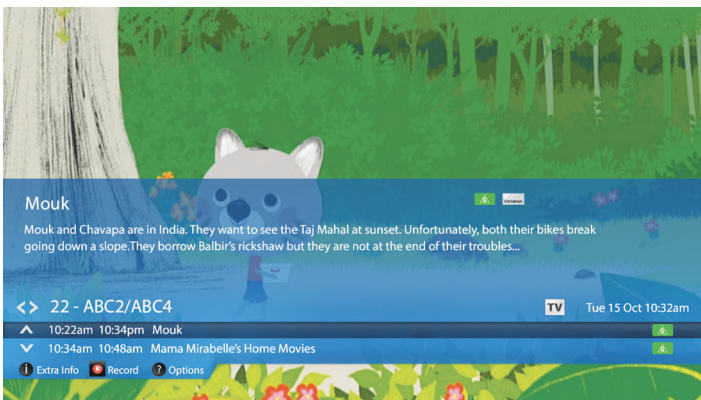 Mouk
G
Children
Mouk and Chavapa are in India. They want to see the Taj Mahal at sunset. Unfortunately, both their bikes break
going down a slope.They borrow Balbir's rickshaw but they are not at the end of their troubles...
<> 22 - ABC2/ABC4
TV
Tue 15 Oct 10:32am
10:22am 10:34pm Mouk
G
10:34am 10:48am Mama Mirabelle's Home Movies
G
i Extra Info R Record ? Options